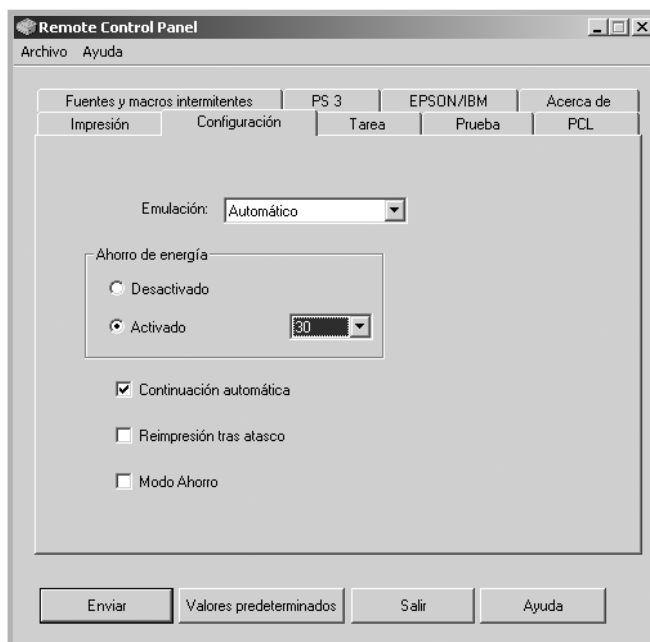 Remote Control Panel
Archivo Ayuda
Fuentes y macros intermitentes PS 3 EPSON/IBM Acerca de
Impresión Configuración Tarea Prueba PCL
Emulación: Automático
Ahorro de energía
Desactivado
Activado 30
Continuación automática
Reimpresión tras atasco
Modo Ahorro
Enviar Valores predeterminados Salir Ayuda